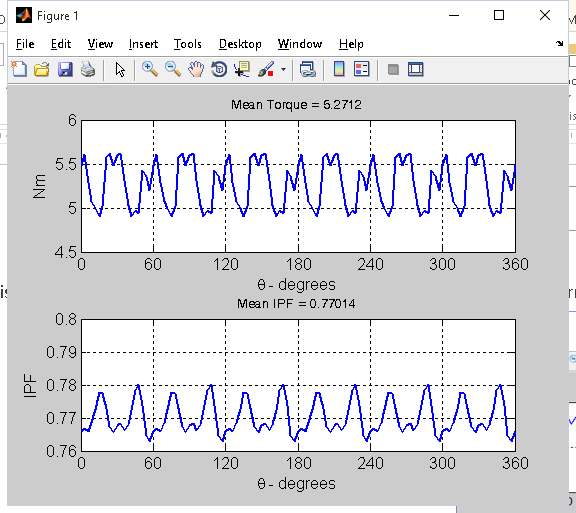 Figure 1
File Edit View Insert Tools Desktop Window Help
Mean Torque = 5.2712
6
5.5
5
4.5
Nm
0 60 120 180 240 300 360
θ - degrees
Mean IPF = 0.77014
0.8
0.79
0.78
0.77
0.76
IPF
0 60 120 180 240 300 360
θ - degrees